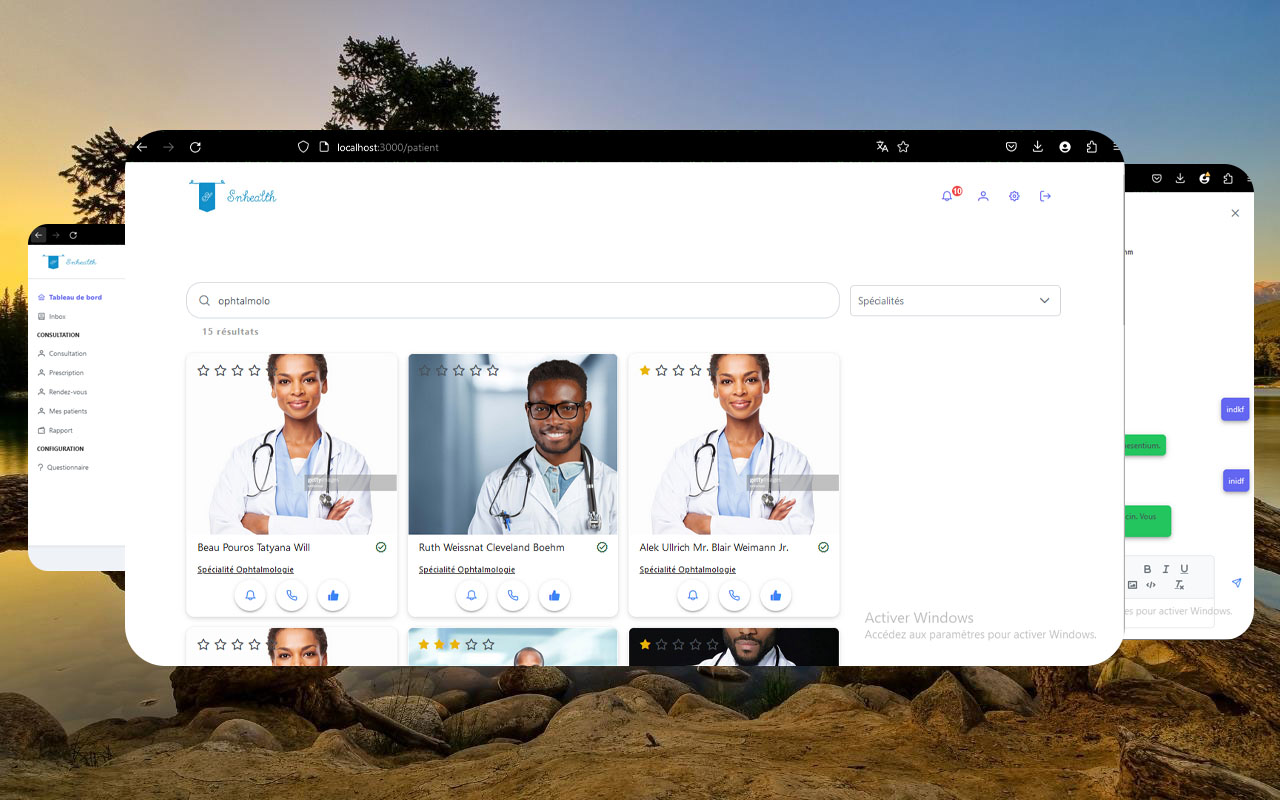 localhost:3000/patient
Snhealth
10
ophtalmolo
Spécialités
15 résultats
gettyimages
gettyimages
Beau Pouros Tatyana Will
Ruth Weissnat Cleveland Boehm
Alek Ullrich Mr. Blair Weimann Jr.
Spécialité Ophtalmologie
Spécialité Ophtalmologie
Spécialité Ophtalmologie
Activer Windows
Accédez aux paramètres pour activer Windows.
Snhealth
Tableau de bord
Inbox
CONSULTATION
Consultation
Prescription
Rendez-vous
Mes patients
Rapport
CONFIGURATION
Questionnaire
indkf
esentium.
inidf
cin. Vous
B I U
es pour activer Windows.